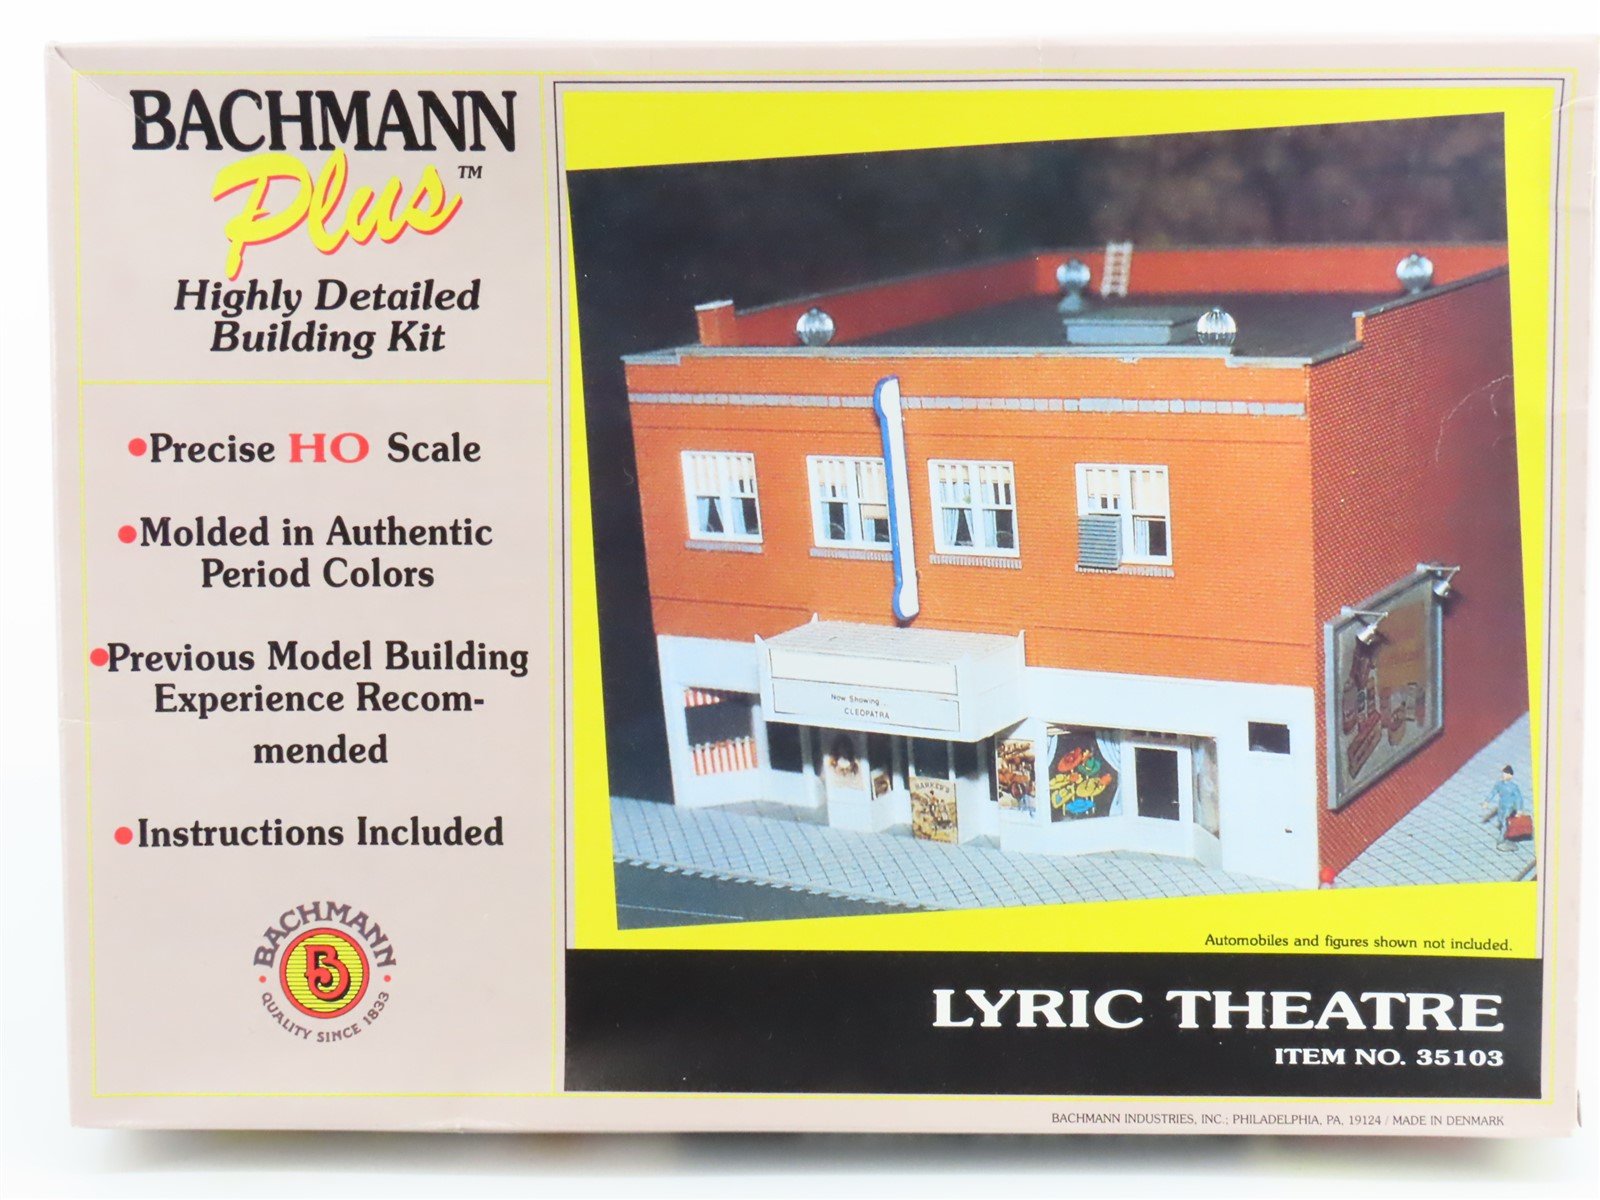 BACHMANN
Plus™
Highly Detailed
Building Kit
•Precise HO Scale
•Molded in Authentic
Period Colors
•Previous Model Building
Experience Recom-
mended
•Instructions Included
BACHMANN
B
• QUALITY SINCE 1833 •
Now Showing..
CLEOPATRA
Automobiles and figures shown not included.
LYRIC THEATRE
ITEM NO. 35103
BACHMANN INDUSTRIES, INC.; PHILADELPHIA, PA. 19124 / MADE IN DENMARK